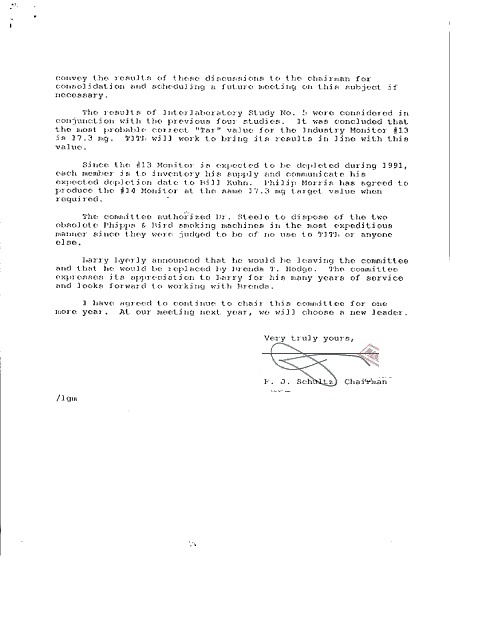 convey the results of these discussions to the chairman for
consolidation and scheduling a future meeting on this subject if
necessary.
The results of Interlaboratory Study No. 5 were considered in
conjunction with the previous four studies. It was concluded that
the most probable correct "Tar" value for the Industry Monitor #13
is 17.3 mg. TITL will work to bring its results in line with this
value.
Since the #13 Monitor is expected to be depleted during 1991,
each member is to inventory his supply and communicate his
expected depletion date to Bill Kuhn. Philip Morris has agreed to
produce the #14 Monitor at the same 17.3 mg target value when
required.
The committee authorized Dr. Steele to dispose of the two
obsolete Phipps & Bird smoking machines in the most expeditious
manner since they were judged to be of no use to TITL or anyone
else.
Larry Lyerly announced that he would be leaving the committee
and that he would be replaced by Brenda T. Hodge. The committee
expresses its appreciation to Larry for his many years of service
and looks forward to working with Brenda.
I have agreed to continue to chair this committee for one
more year. At our meeting next year, we will choose a new leader.
Very truly yours,
F. J. Schultz, Chairman
/lgm